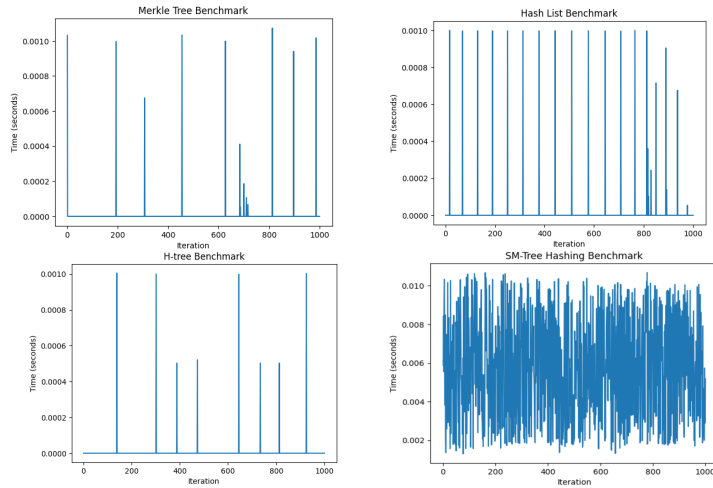 Merkle Tree Benchmark
Time (seconds)
0.0010
0.0008
0.0006
0.0004
0.0002
0.0000
0 200 400 600 800 1000
Iteration
Hash List Benchmark
Time (seconds)
0.0010
0.0008
0.0006
0.0004
0.0002
0.0000
0 200 400 600 800 1000
Iteration
H-tree Benchmark
Time (seconds)
0.0010
0.0008
0.0006
0.0004
0.0002
0.0000
0 200 400 600 800 1000
Iteration
SM-Tree Hashing Benchmark
Time (seconds)
0.010
0.008
0.006
0.004
0.002
0 200 400 600 800 1000
Iteration